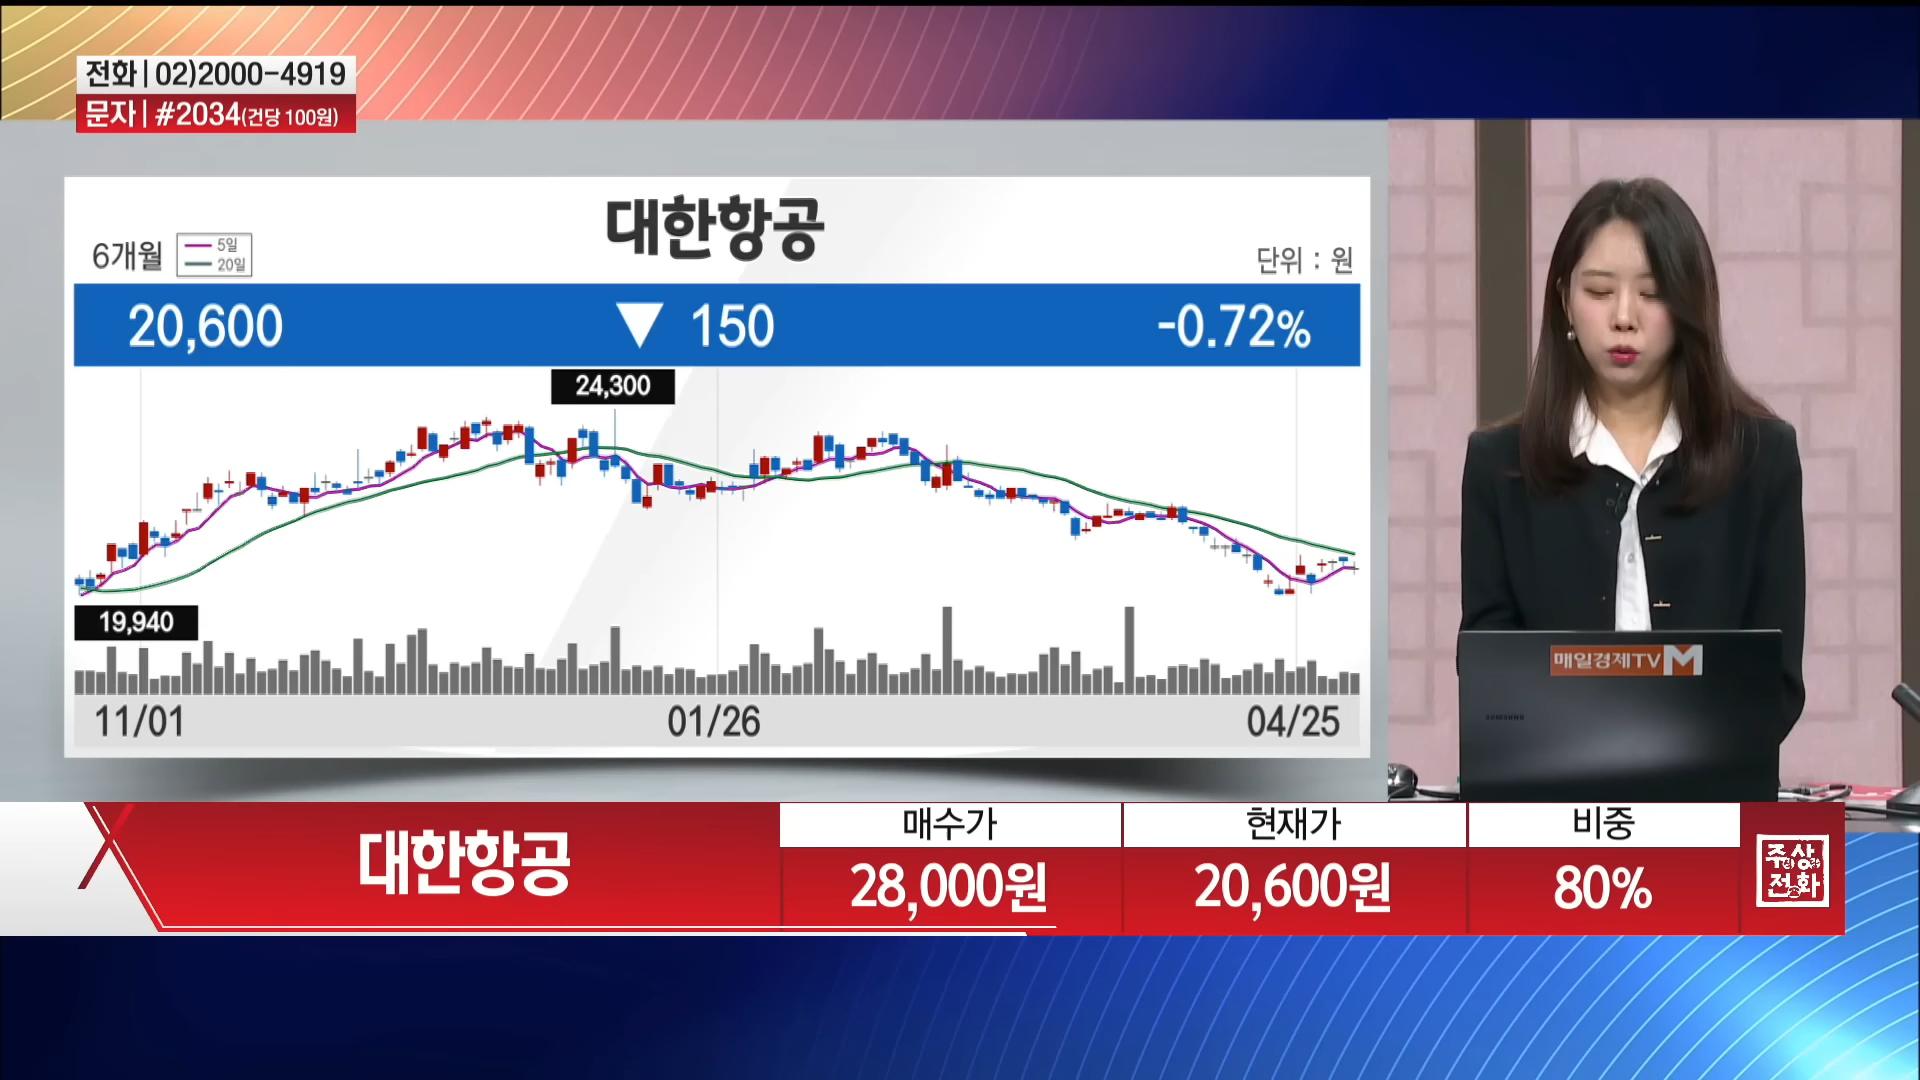 전화 | 02)2000-4919
문자 | #2034(건당 100원)
대한항공
6개월
5일
20일
단위 : 원
20,600 ▼ 150 -0.72%
24,300
19,940
11/01 01/26 04/25
매일경제TV M
SAMSUNG
대한항공
매수가 현재가 비중
28,000원 20,600원 80%
주상
전화